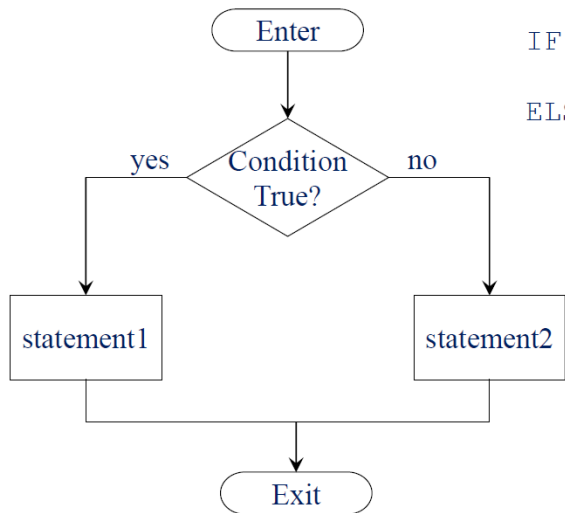 Enter
IF
yes
Condition
True?
no
statement1
statement2
Exit